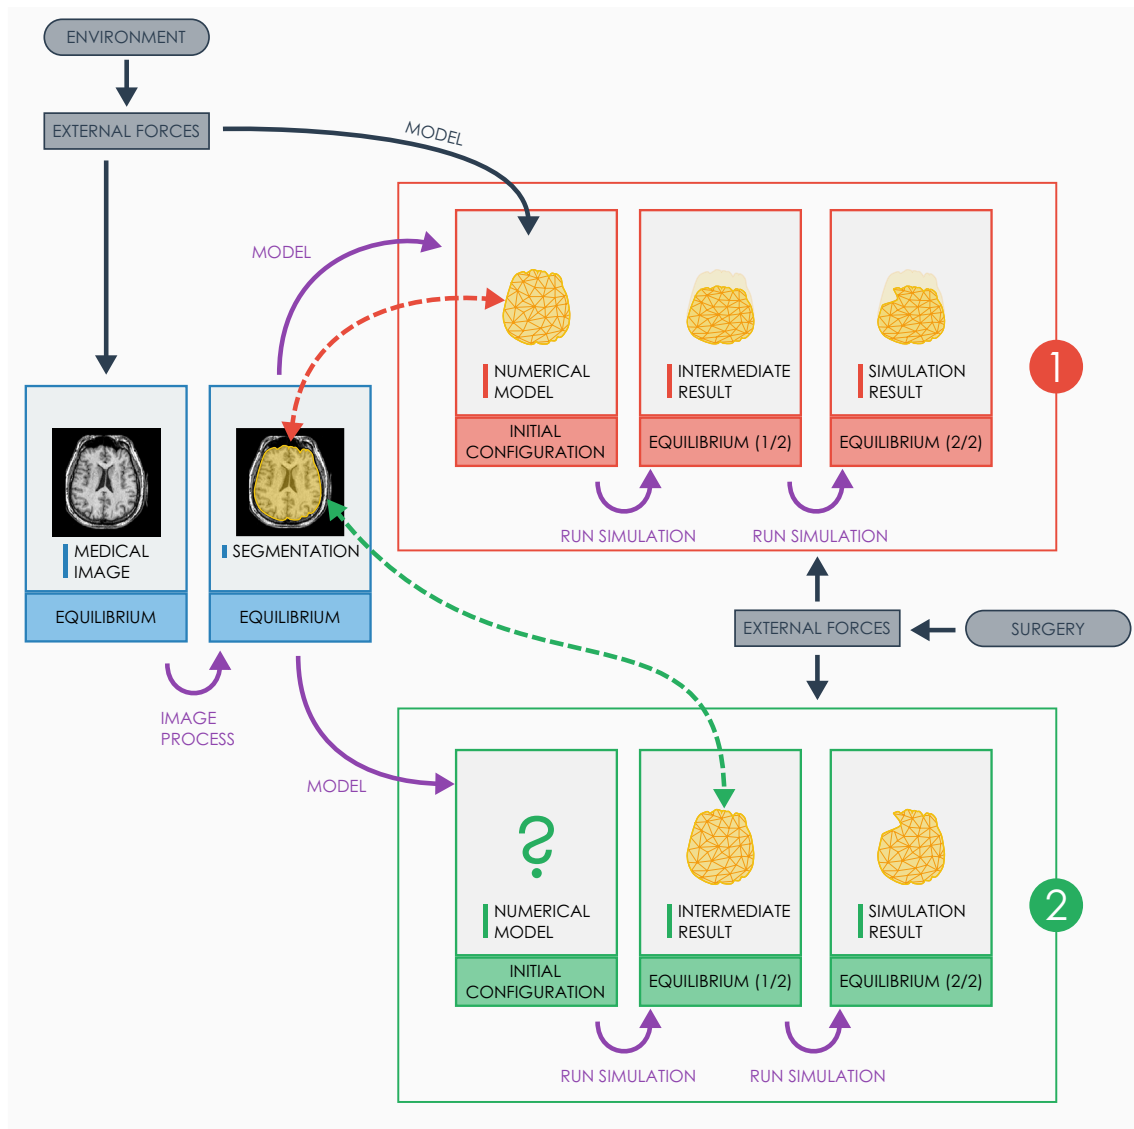 ENVIRONMENT
EXTERNAL FORCES
MODEL
MODEL
NUMERICAL
MODEL
INITIAL
CONFIGURATION
INTERMEDIATE
RESULT
EQUILIBRIUM (1/2)
SIMULATION
RESULT
EQUILIBRIUM (2/2)
1
RUN SIMULATION
RUN SIMULATION
MEDICAL
IMAGE
EQUILIBRIUM
SEGMENTATION
EQUILIBRIUM
IMAGE
PROCESS
EXTERNAL FORCES
SURGERY
MODEL
?
NUMERICAL
MODEL
INITIAL
CONFIGURATION
INTERMEDIATE
RESULT
EQUILIBRIUM (1/2)
SIMULATION
RESULT
EQUILIBRIUM (2/2)
2
RUN SIMULATION
RUN SIMULATION